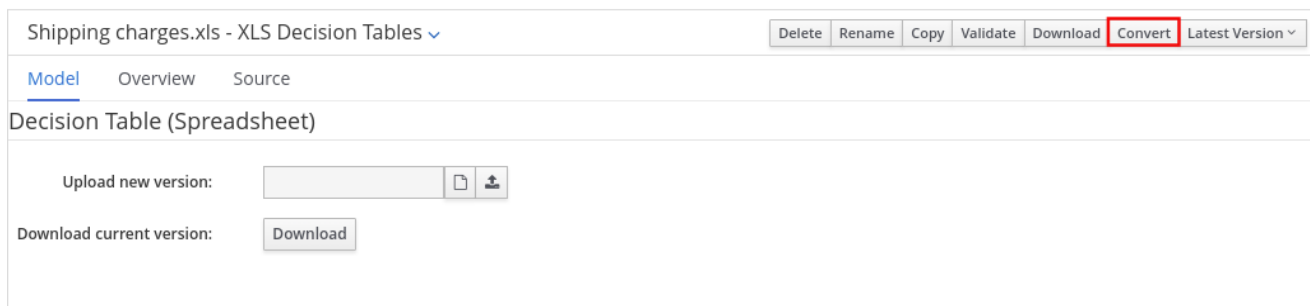 Shipping charges.xls - XLS Decision Tables
Delete Rename Copy Validate Download Convert Latest Version
Model Overview Source
Decision Table (Spreadsheet)
Upload new version:
Download current version: Download